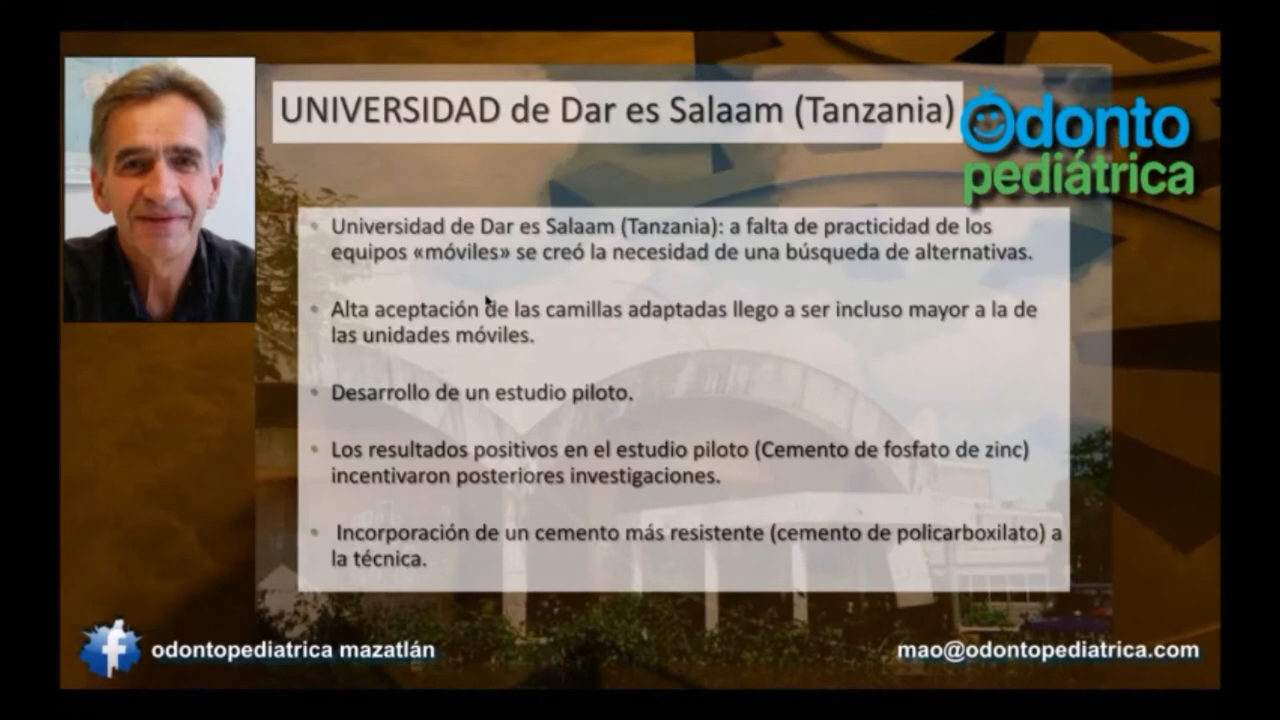 UNIVERSIDAD de Dar es Salaam (Tanzania)
Odonto
pediátrica
• Universidad de Dar es Salaam (Tanzania): a falta de practicidad de los
equipos «móviles» se creó la necesidad de una búsqueda de alternativas.
• Alta aceptación de las camillas adaptadas llego a ser incluso mayor a la de
las unidades móviles.
• Desarrollo de un estudio piloto.
• Los resultados positivos en el estudio piloto (Cemento de fosfato de zinc)
incentivaron posteriores investigaciones.
• Incorporación de un cemento más resistente (cemento de policarboxilato) a
la técnica.
f odontopediatrica mazatlán
mao@odontopediatrica.com